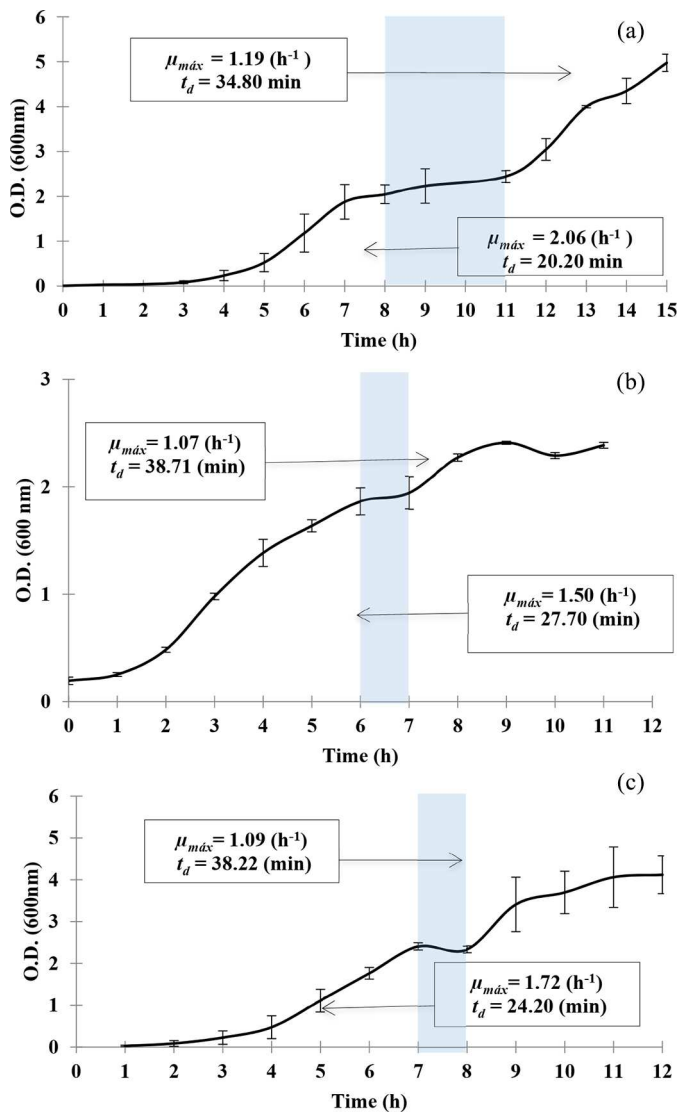 (a)
μmáx = 1.19 (h-1 )
td = 34.80 min
μmáx = 2.06 (h-1 )
td = 20.20 min
O.D. (600nm)
6
5
4
3
2
1
0
0 1 2 3 4 5 6 7 8 9 10 11 12 13 14 15
Time (h)
(b)
μmáx= 1.07 (h-1)
td = 38.71 (min)
μmáx= 1.50 (h-1)
td = 27.70 (min)
O.D. (600 nm)
3
2
1
0
0 1 2 3 4 5 6 7 8 9 10 11 12
Time (h)
(c)
μmáx= 1.09 (h-1)
td = 38.22 (min)
μmáx= 1.72 (h-1)
td = 24.20 (min)
O.D. (600nm)
6
5
4
3
2
1
0
0 1 2 3 4 5 6 7 8 9 10 11 12
Time (h)